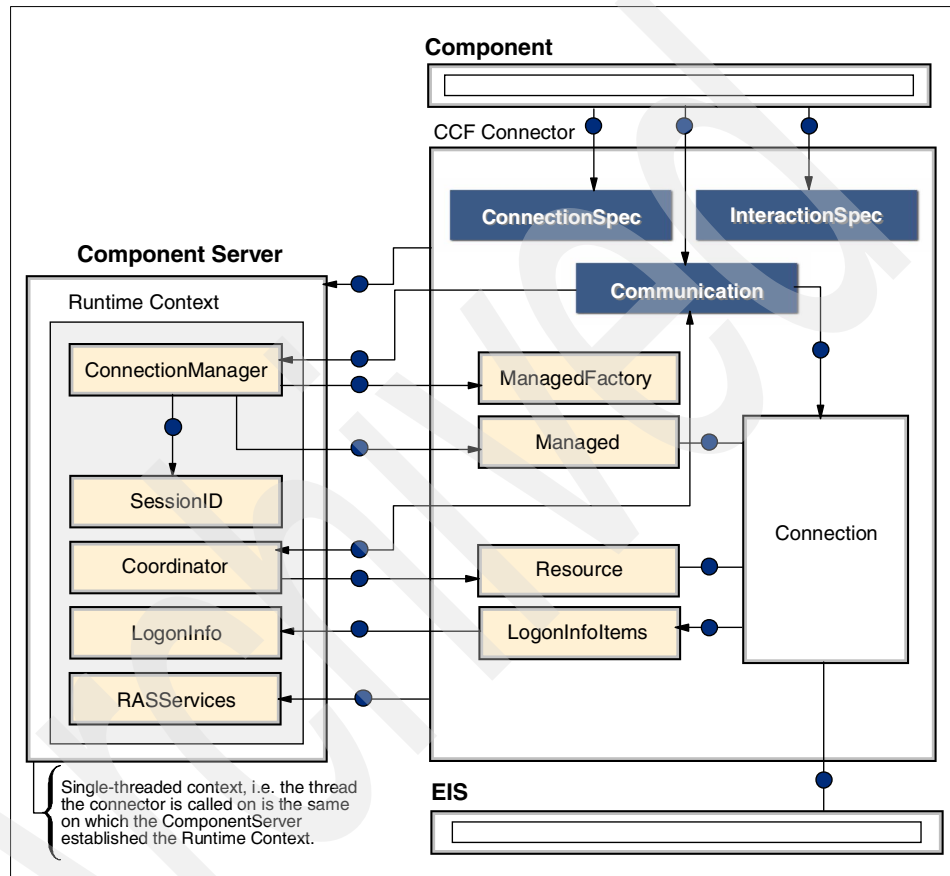 Component
CCF Connector
ConnectionSpec
InteractionSpec
Component Server
Runtime Context
Communication
ConnectionManager
ManagedFactory
Managed
SessionID
Connection
Coordinator
Resource
LogonInfo
LogonInfoItems
RASServices
Single-threaded context, i.e. the thread
the connector is called on is the same
on which the ComponentServer
established the Runtime Context.
EIS
Archived